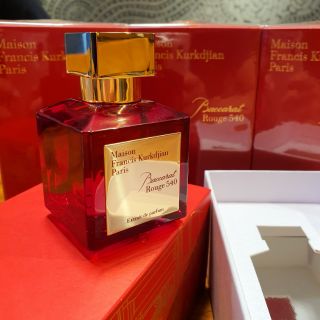 Maison
Francis Kurkdjian
Paris
Baccarat
Rouge 540
Maison
Francis Kurkdjian
Paris
Maison
Francis Kurkdjian
Paris
Baccarat
Rouge 540
Extrait de parfum